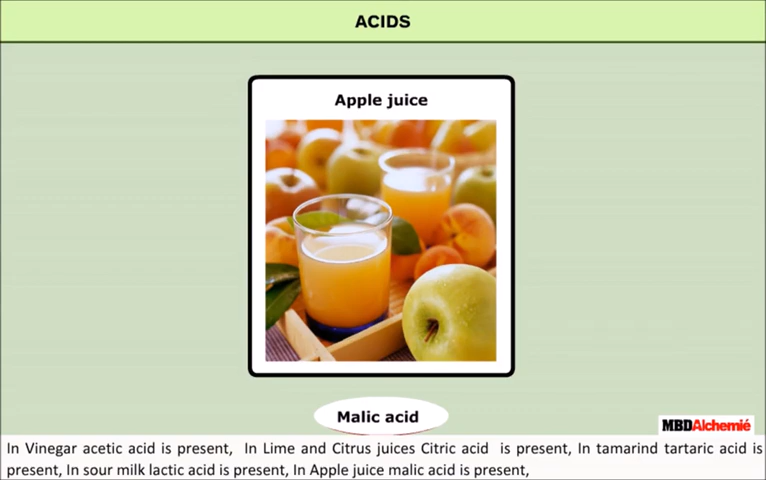 ACIDS
Apple juice
Malic acid
MBDAlchemié
In Vinegar acetic acid is present, In Lime and Citrus juices Citric acid is present, In tamarind tartaric acid is
present, In sour milk lactic acid is present, In Apple juice malic acid is present,